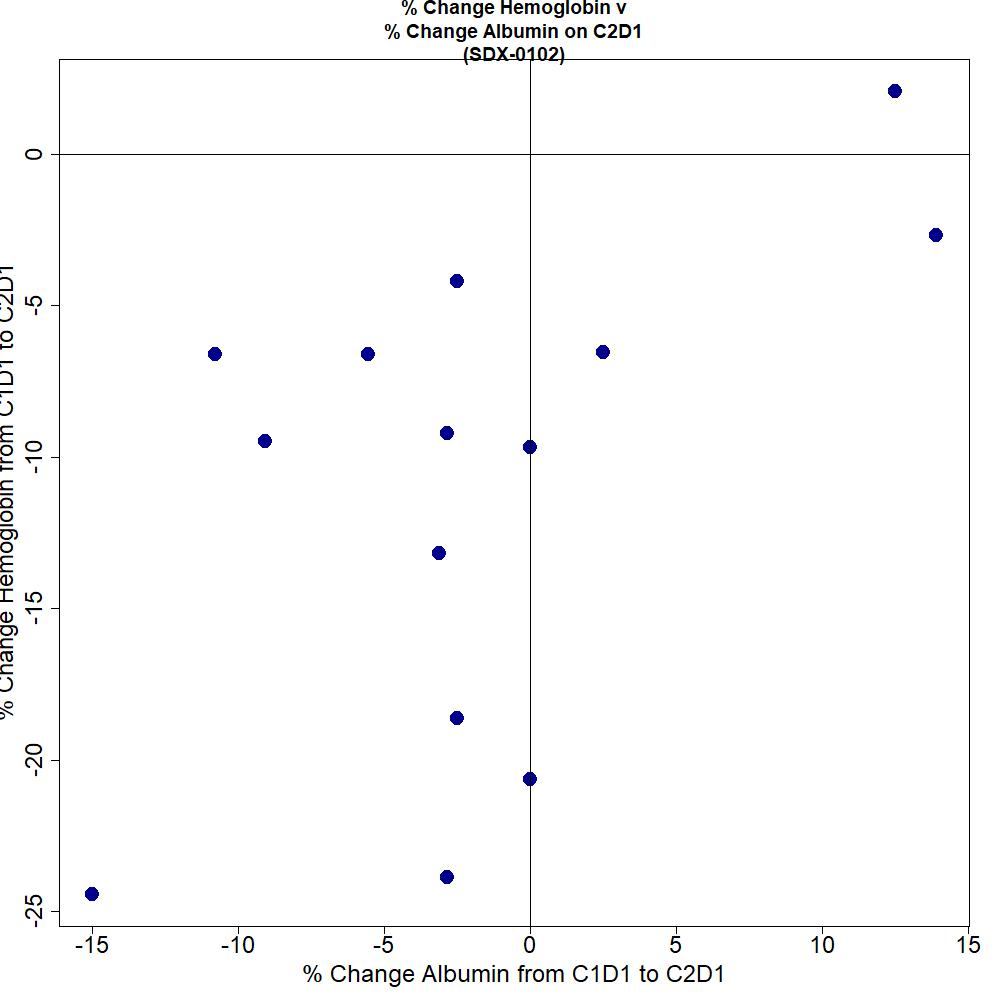 % Change Hemoglobin v
% Change Albumin on C2D1
(SDX-0102)
% Change Hemoglobin from C1D1 to C2D1
0
-5
-10
-15
-20
-25
-15
-10
-5
0
5
10
15
% Change Albumin from C1D1 to C2D1